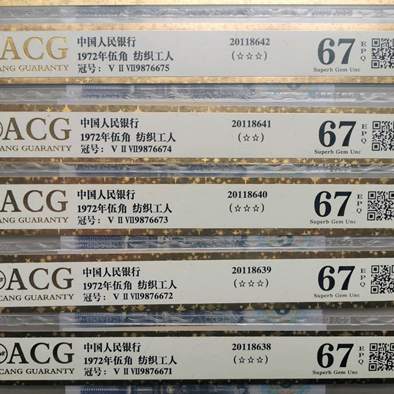 ACG
CANG GUARANTY
中国人民银行
1972年伍角 纺织工人
冠号: V II VII9876675
20118642
(☆☆☆)
67
EPQ
Superb Gem Unc
ACG
CANG GUARANTY
中国人民银行
1972年伍角 纺织工人
冠号: V II VII9876674
20118641
(☆☆)
67
EPQ
Superb Gem Unc
ACG
CANG GUARANTY
中国人民银行
1972年伍角 纺织工人
冠号: V II VII9876673
20118640
(☆☆☆)
67
EPQ
Superb Gem Unc
ACG
CANG GUARANTY
中国人民银行
1972年伍角 纺织工人
冠号: V II VII9876672
20118639
(☆☆☆)
67
EPQ
Superb Gem Unc
ACG
CANG GUARANTY
中国人民银行
1972年伍角 纺织工人
冠号: V II VII9876671
20118638
(☆☆☆)
67
EPQ
Superb Gem Unc